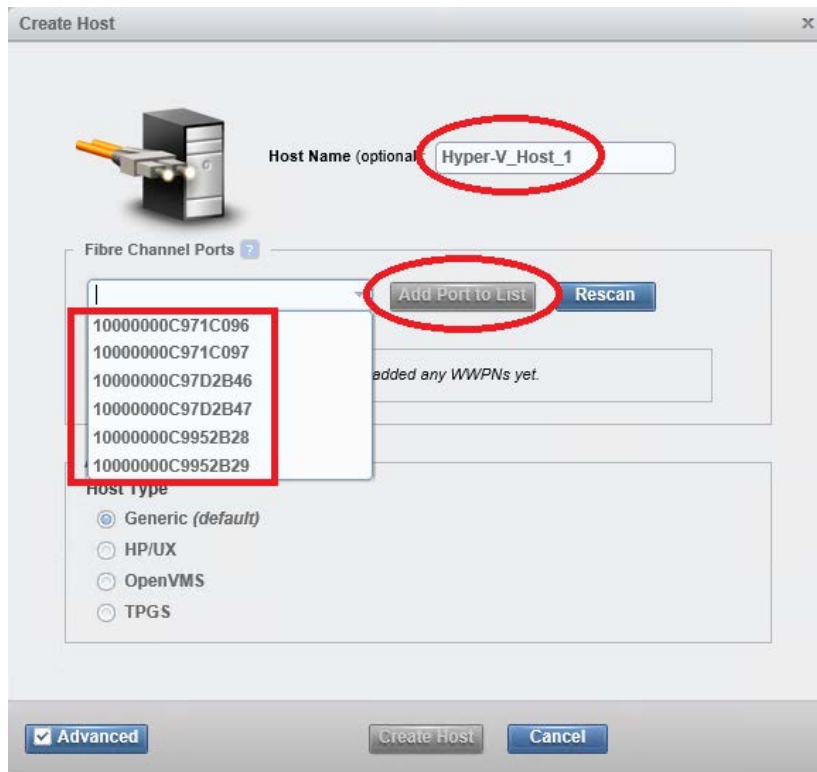 Create Host x
Host Name (optional Hyper-V_Host_1
Fibre Channel Ports ?
Add Port to List Rescan
10000000C971C096
10000000C971C097
added any WWPNs yet.
10000000C97D2B46
10000000C97D2B47
10000000C9952B28
10000000C9952B29
Host Type
Generic (default)
HP/UX
OpenVMS
TPGS
Advanced Create Host Cancel